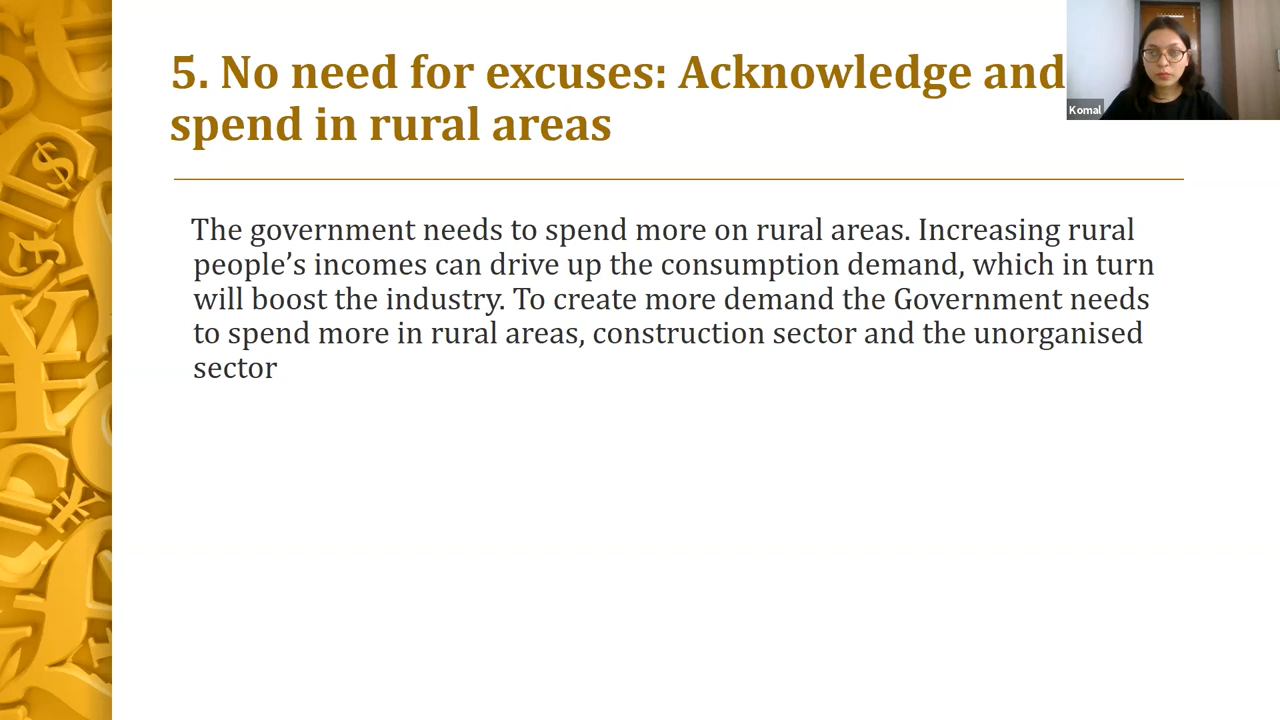 5. No need for excuses: Acknowledge and
spend in rural areas
Komal
The government needs to spend more on rural areas. Increasing rural
people’s incomes can drive up the consumption demand, which in turn
will boost the industry. To create more demand the Government needs
to spend more in rural areas, construction sector and the unorganised
sector